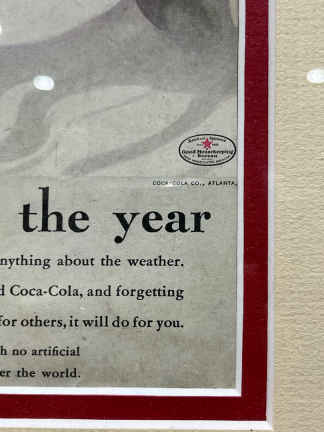 Good Housekeeping
Bureau
COCA-COLA CO., ATLANTA,
the year
nything about the weather.
d Coca-Cola, and forgetting
for others, it will do for you.
h no artificial
er the world.